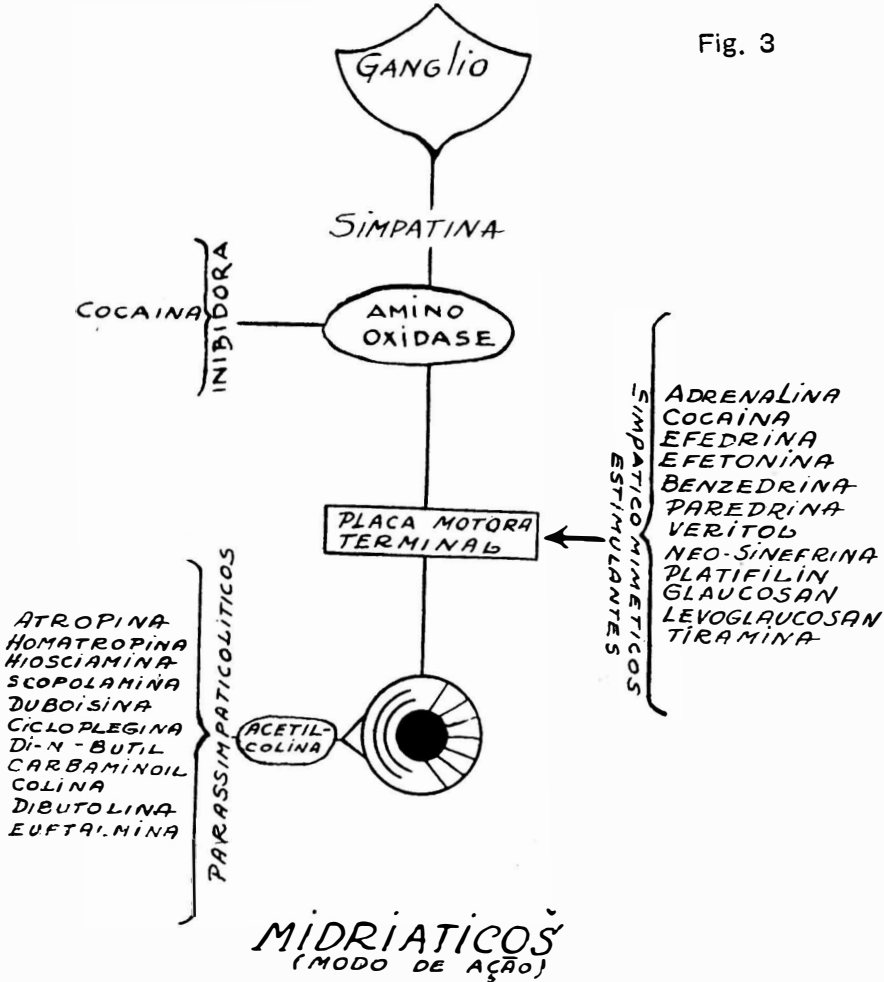 Fig. 3
GANGLIO
SIMPATINA
COCAINA
INIBIDORA
AMINO
OXIDASE
PLACA MOTORA
TERMINAL
SIMPATICOMIMETICOS
ESTIMULANTES
ADRENALINA
COCAINA
EFEDRINA
EFETONINA
BENZEDRINA
PAREDRINA
VERITOL
NEO-SINEFRINA
PLATIFILIN
GLAUCOSAN
LEVOGLAUCOSAN
TIRAMINA
ATROPINA
HOMATROPINA
HIOSCIAMINA
SCOPOLAMINA
DUBOISINA
CICLOPLEGINA
DI-N-BUTIL
CARBAMINOIL
COLINA
DIBUTOLINA
EUFTALMINA
PARASSIMPATICOLITICOS
ACETIL-
COLINA
MIDRIATICOS
(MODO DE AÇÃO)